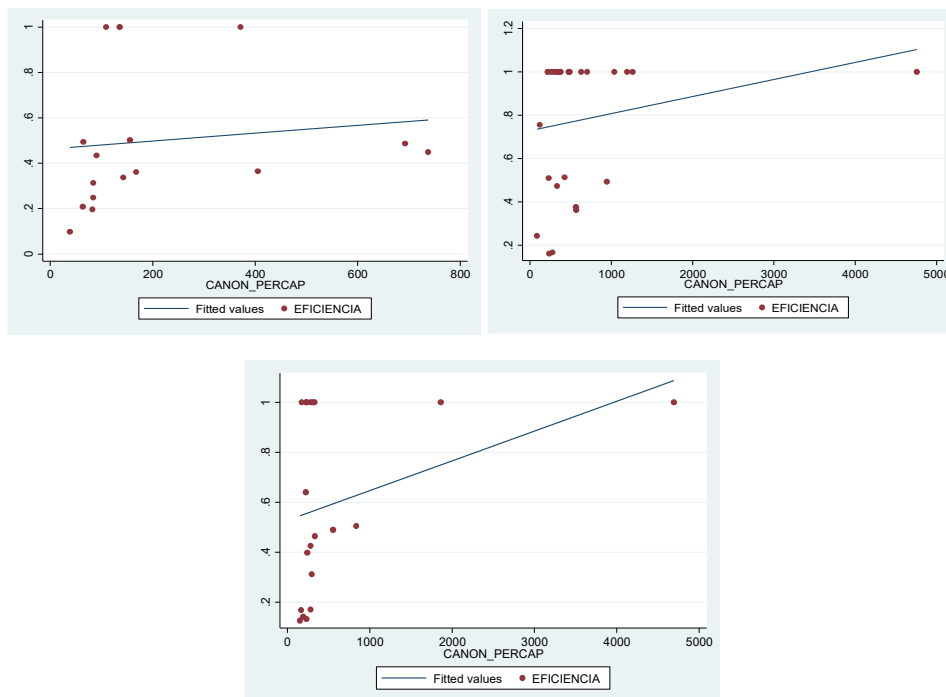 1
.8
.6
.4
.2
0
0 200 400 600 800
CANON_PERCAP
Fitted values EFICIENCIA
1.2
1
.8
.6
.4
.2
0 1000 2000 3000 4000 5000
CANON_PERCAP
Fitted values EFICIENCIA
1
.8
.6
.4
.2
0 1000 2000 3000 4000 5000
CANON_PERCAP
Fitted values EFICIENCIA